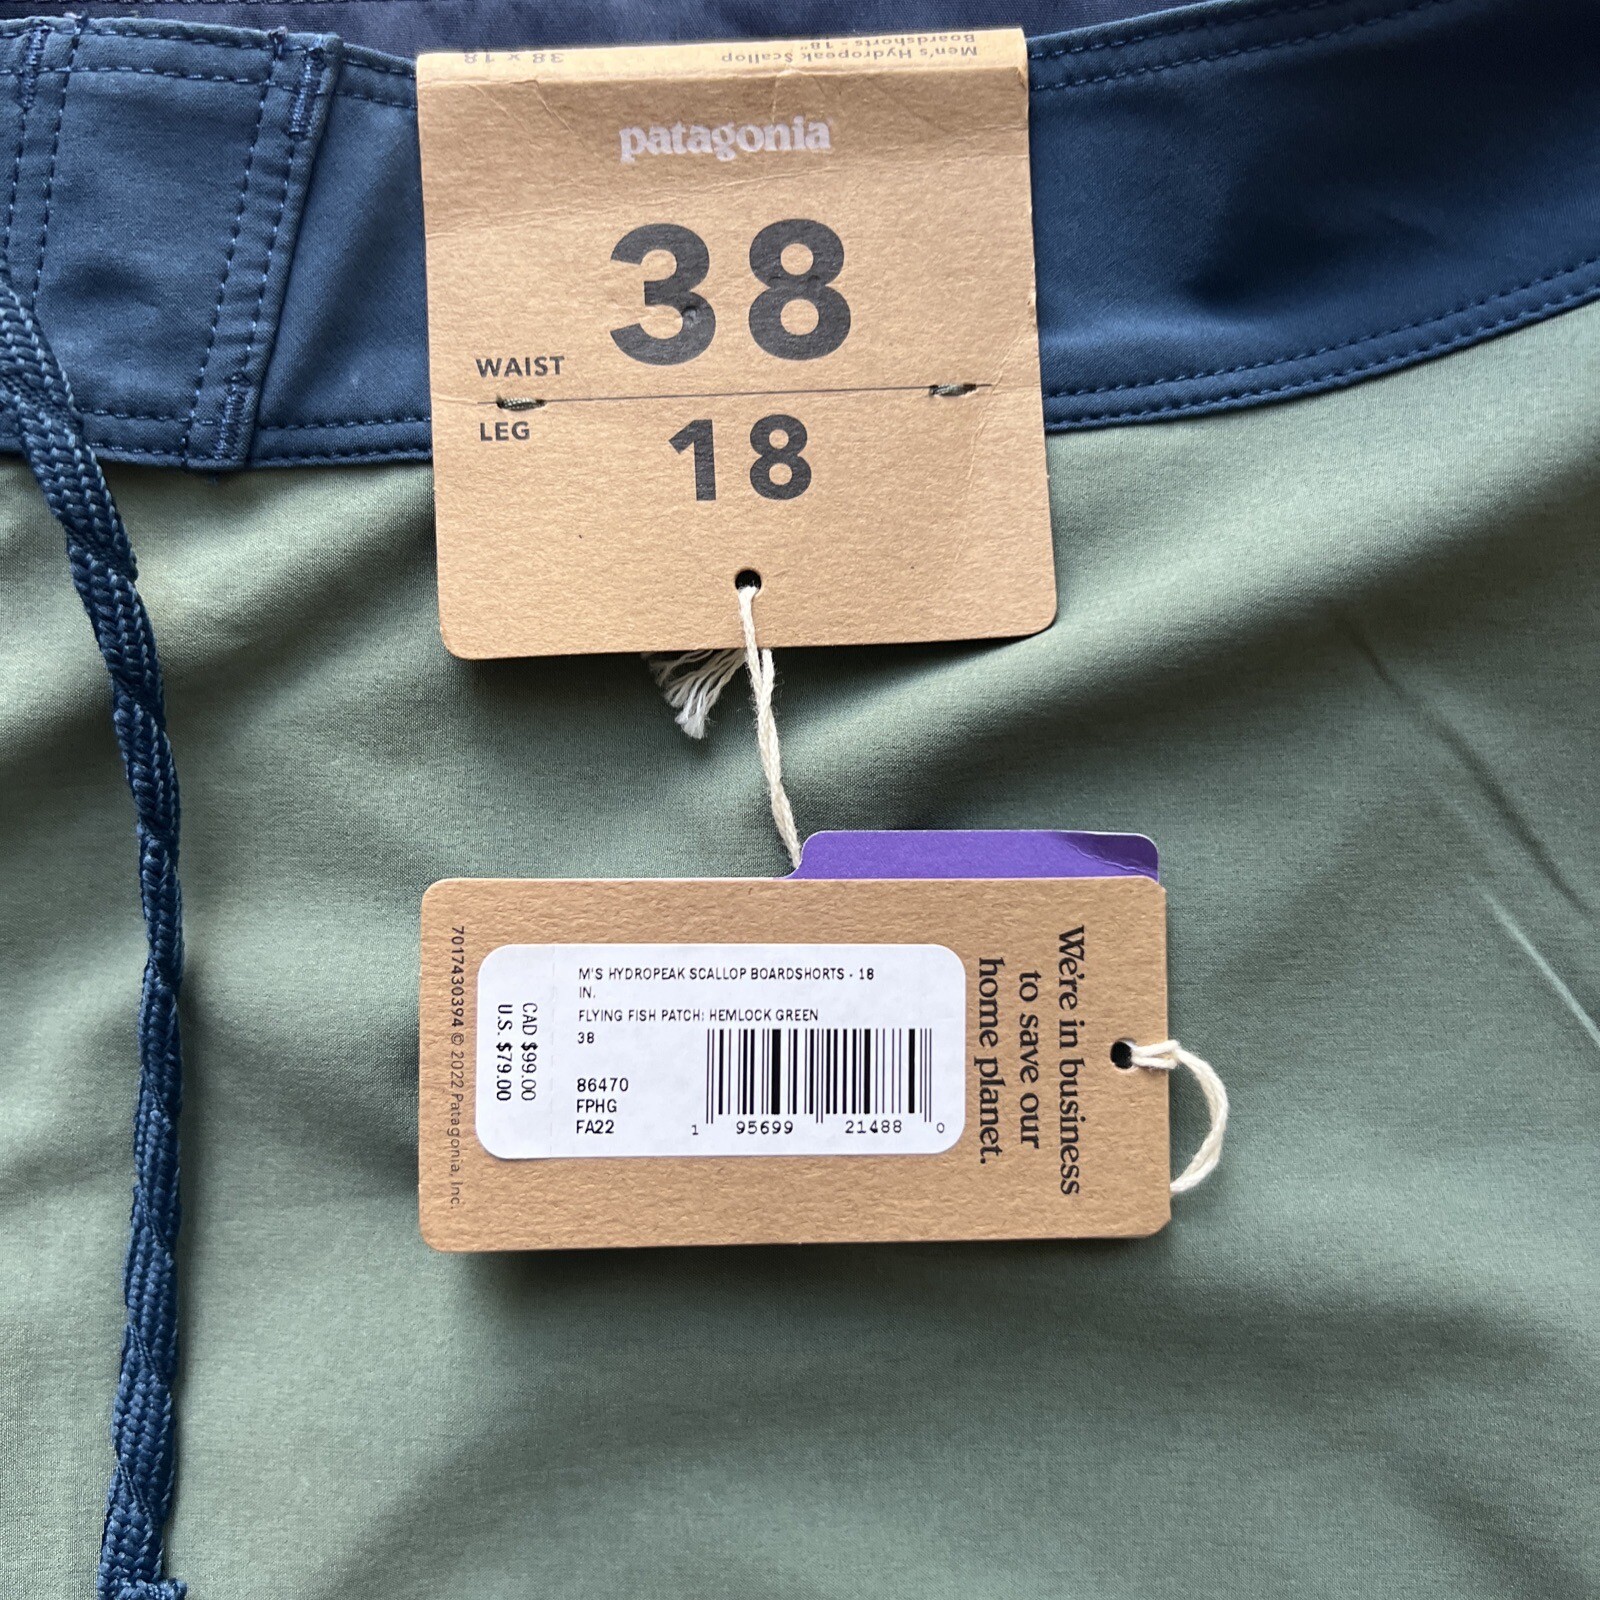 38 x 18
Men's Hydropeak Scallop
Boardshorts - 18"
patagonia
38
WAIST
LEG
18
M'S HYDROPEAK SCALLOP BOARDSHORTS - 18
IN.
FLYING FISH PATCH: HEMLOCK GREEN
38
86470
FPHG
FA22
1 95699 21488 0
CAD $99.00
U.S. $79.00
We're in business
to save our
home planet.
7017430394 © 2022 Patagonia, Inc.